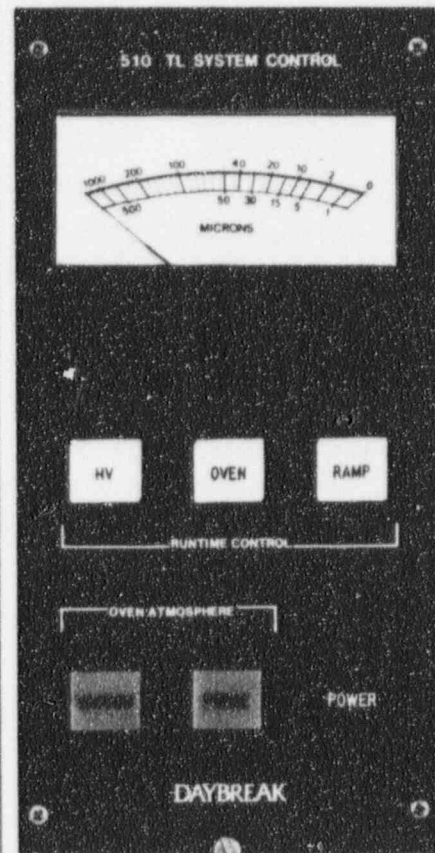 510 TL SYSTEM CONTROL
1000 200 100 40 20 10 2 0
500 50 30 15 5 1
MICRONS
HV OVEN RAMP
RUNTIME CONTROL
OVEN ATMOSPHERE
POWER
DAYBREAK